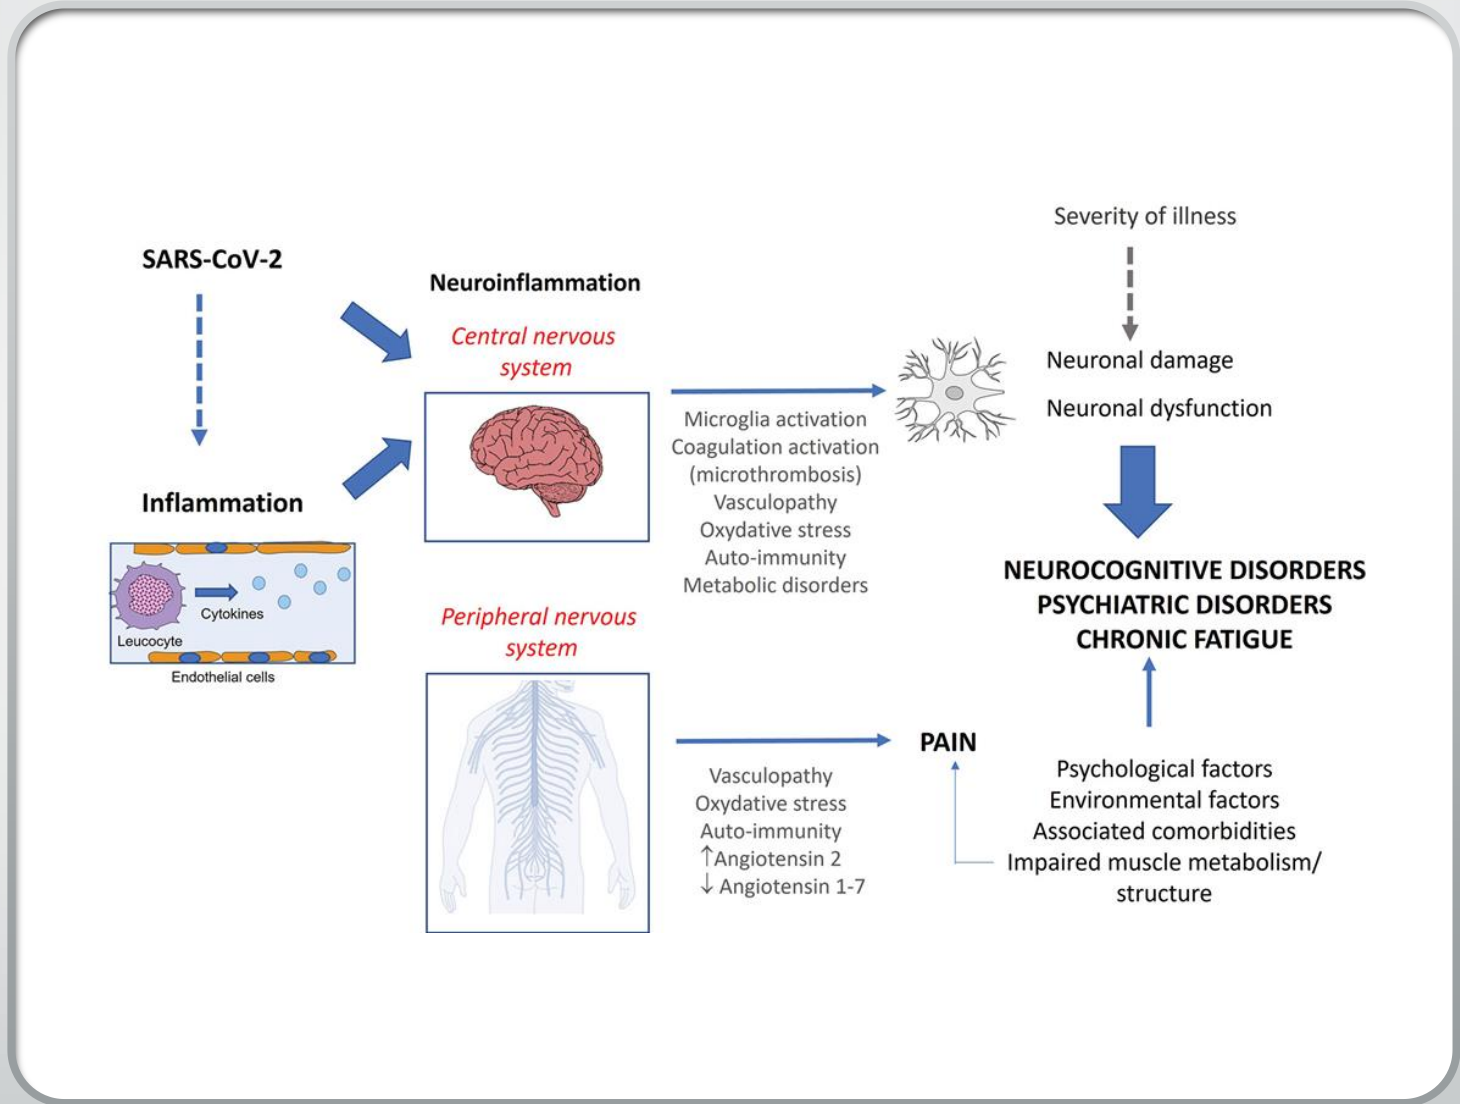 SARS-CoV-2
Inflammation
Cytokines
Leucocyte
Endothelial cells
Neuroinflammation
Central nervous
system
Microglia activation
Coagulation activation
(microthrombosis)
Vasculopathy
Oxydative stress
Auto-immunity
Metabolic disorders
Peripheral nervous
system
Vasculopathy
Oxydative stress
Auto-immunity
↑Angiotensin 2
↓ Angiotensin 1-7
Severity of illness
Neuronal damage
Neuronal dysfunction
NEUROCOGNITIVE DISORDERS
PSYCHIATRIC DISORDERS
CHRONIC FATIGUE
PAIN
Psychological factors
Environmental factors
Associated comorbidities
Impaired muscle metabolism/
structure